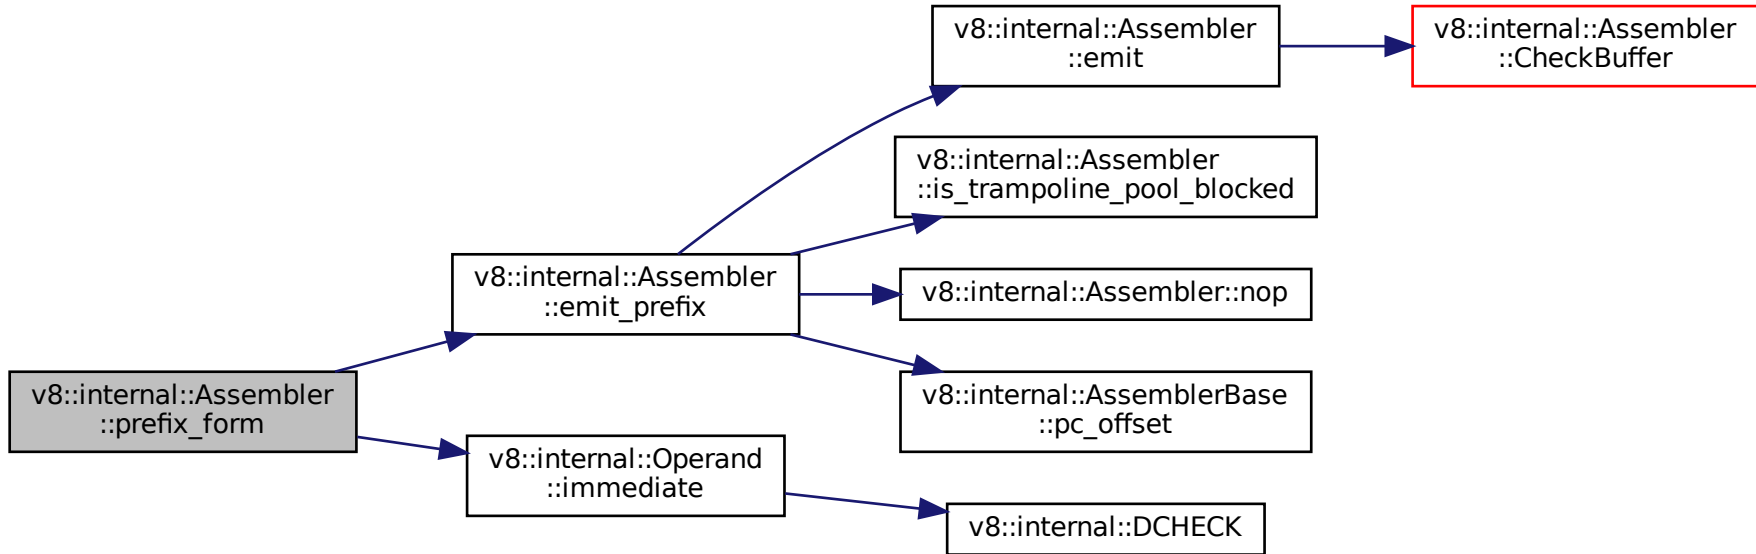 v8::internal::Assembler
::emit
v8::internal::Assembler
::CheckBuffer
v8::internal::Assembler
::is_trampoline_pool_blocked
v8::internal::Assembler
::emit_prefix
v8::internal::Assembler::nop
v8::internal::Assembler
::prefix_form
v8::internal::AssemblerBase
::pc_offset
v8::internal::Operand
::immediate
v8::internal::DCHECK